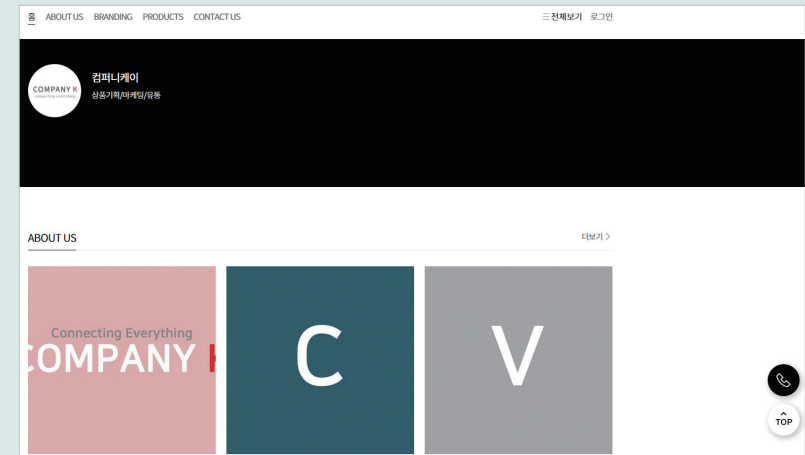 홈 ABOUT US BRANDING PRODUCTS CONTACT US
전체보기 로그인
COMPANY K
connecting everything
컴퍼니케이
상품기획/마케팅/유통
ABOUT US
더보기 >
Connecting Everything
COMPANY K
C
V
TOP